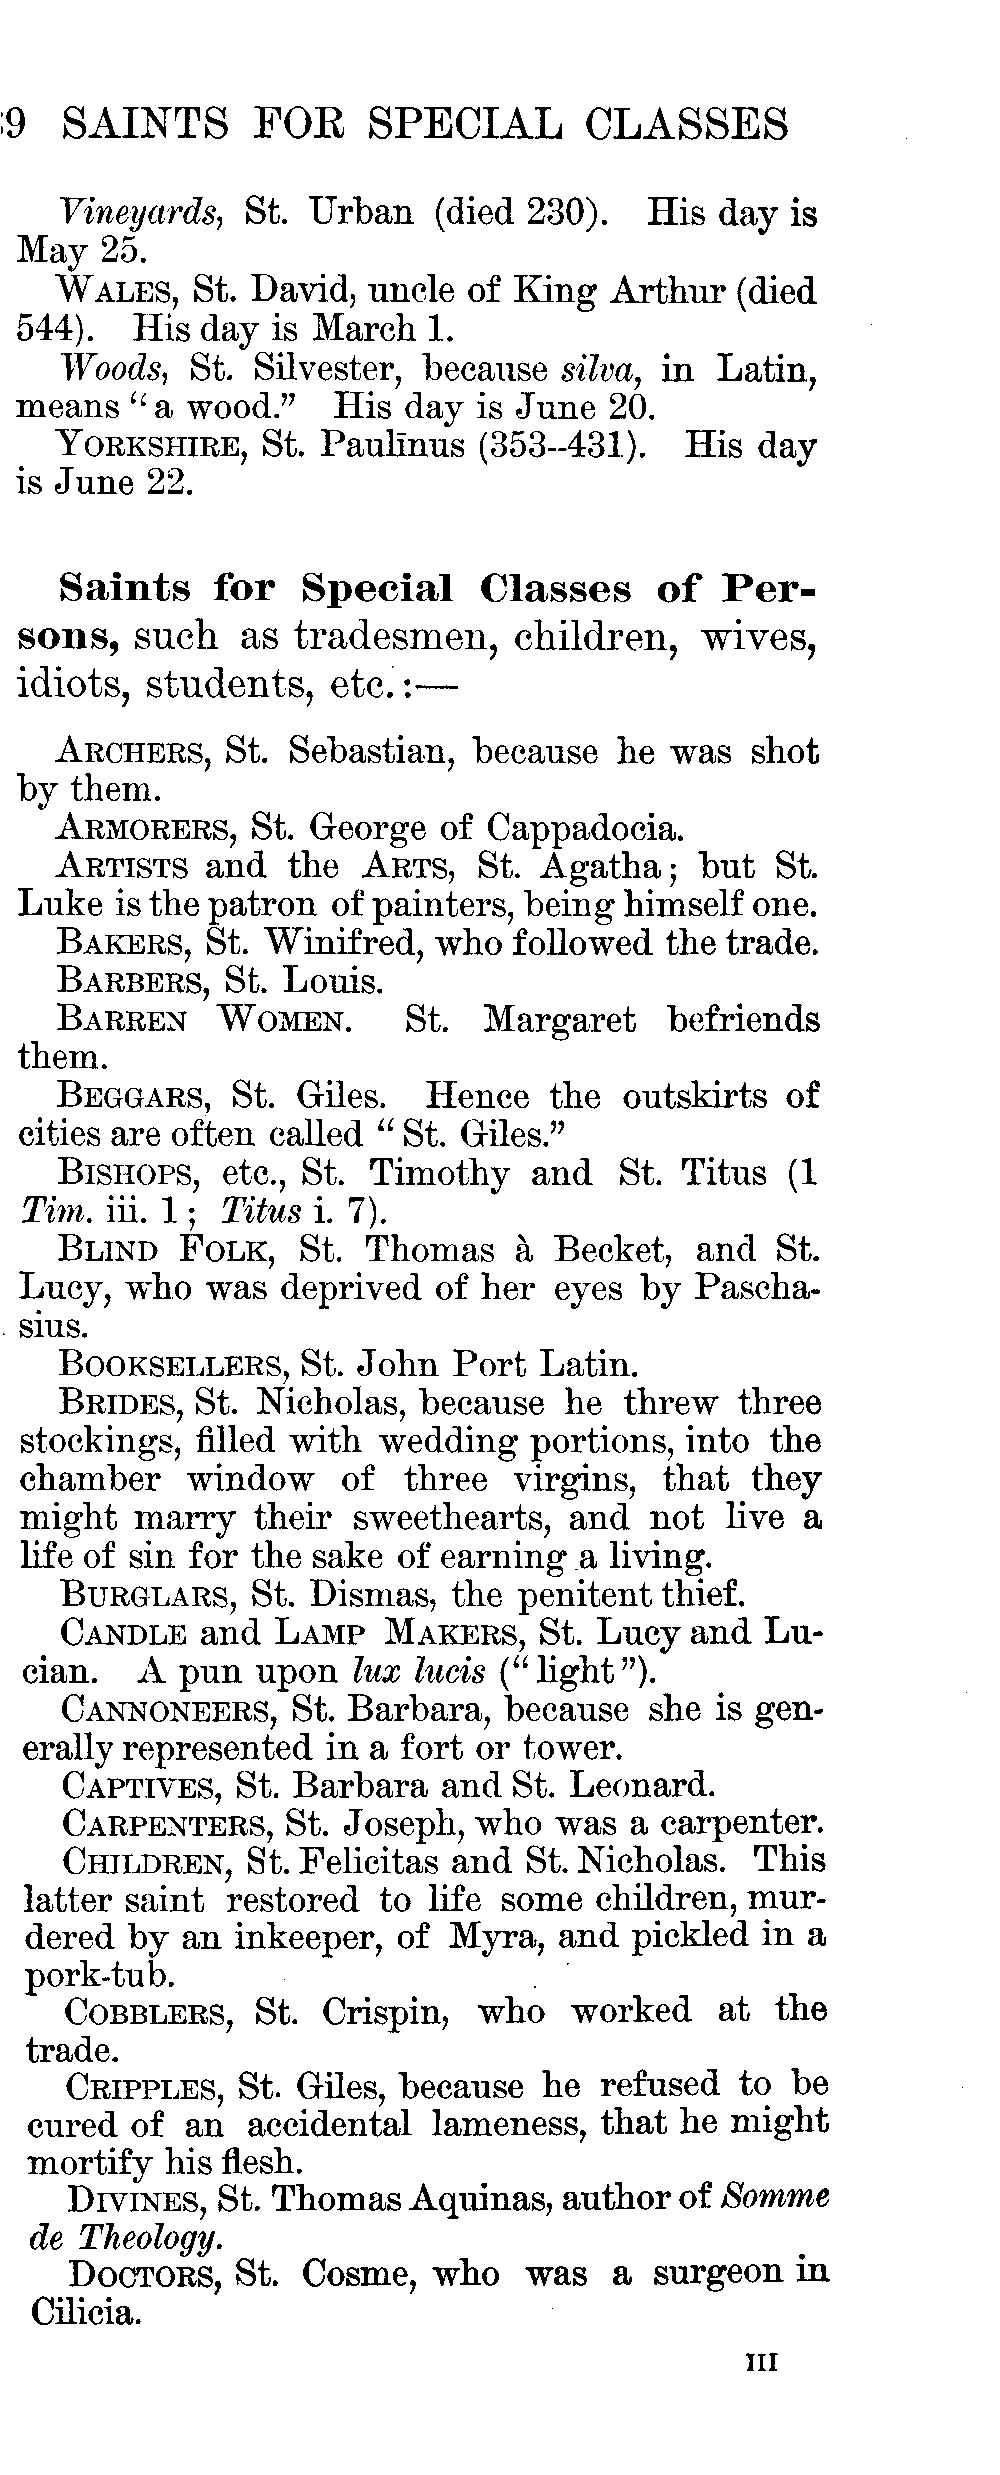 9 SAINTS FOR SPECIAL CLASSES
Vineyards, St. Urban (died 230). His day is
May 25.
WALES, St. David, uncle of King Arthur (died
544). His day is March 1.
Woods, St. Silvester, because silva, in Latin,
means “a wood.” His day is June 20.
YORKSHIRE, St. Paulīnus (353--431). His day
is June 22.
Saints for Special Classes of Per-
sons, such as tradesmen, children, wives,
idiots, students, etc.:—
ARCHERS, St. Sebastian, because he was shot
by them.
ARMORERS, St. George of Cappadocia.
ARTISTS and the ARTS, St. Agatha; but St.
Luke is the patron of painters, being himself one.
BAKERS, St. Winifred, who followed the trade.
BARBERS, St. Louis.
BARREN WOMEN. St. Margaret befriends
them.
BEGGARS, St. Giles. Hence the outskirts of
cities are often called “St. Giles.”
BISHOPS, etc., St. Timothy and St. Titus (1
Tim. iii. 1; Titus i. 7).
BLIND FOLK, St. Thomas à Becket, and St.
Lucy, who was deprived of her eyes by Pascha-
sius.
BOOKSELLERS, St. John Port Latin.
BRIDES, St. Nicholas, because he threw three
stockings, filled with wedding portions, into the
chamber window of three virgins, that they
might marry their sweethearts, and not live a
life of sin for the sake of earning a living.
BURGLARS, St. Dismas, the penitent thief.
CANDLE and LAMP MAKERS, St. Lucy and Lu-
cian. A pun upon lux lucis (“light”).
CANNONEERS, St. Barbara, because she is gen-
erally represented in a fort or tower.
CAPTIVES, St. Barbara and St. Leonard.
CARPENTERS, St. Joseph, who was a carpenter.
CHILDREN, St. Felicitas and St. Nicholas. This
latter saint restored to life some children, mur-
dered by an inkeeper, of Myra, and pickled in a
pork-tub.
COBBLERS, St. Crispin, who worked at the
trade.
CRIPPLES, St. Giles, because he refused to be
cured of an accidental lameness, that he might
mortify his flesh.
DIVINES, St. Thomas Aquinas, author of Somme
de Theology.
DOCTORS, St. Cosme, who was a surgeon in
Cilicia.
III